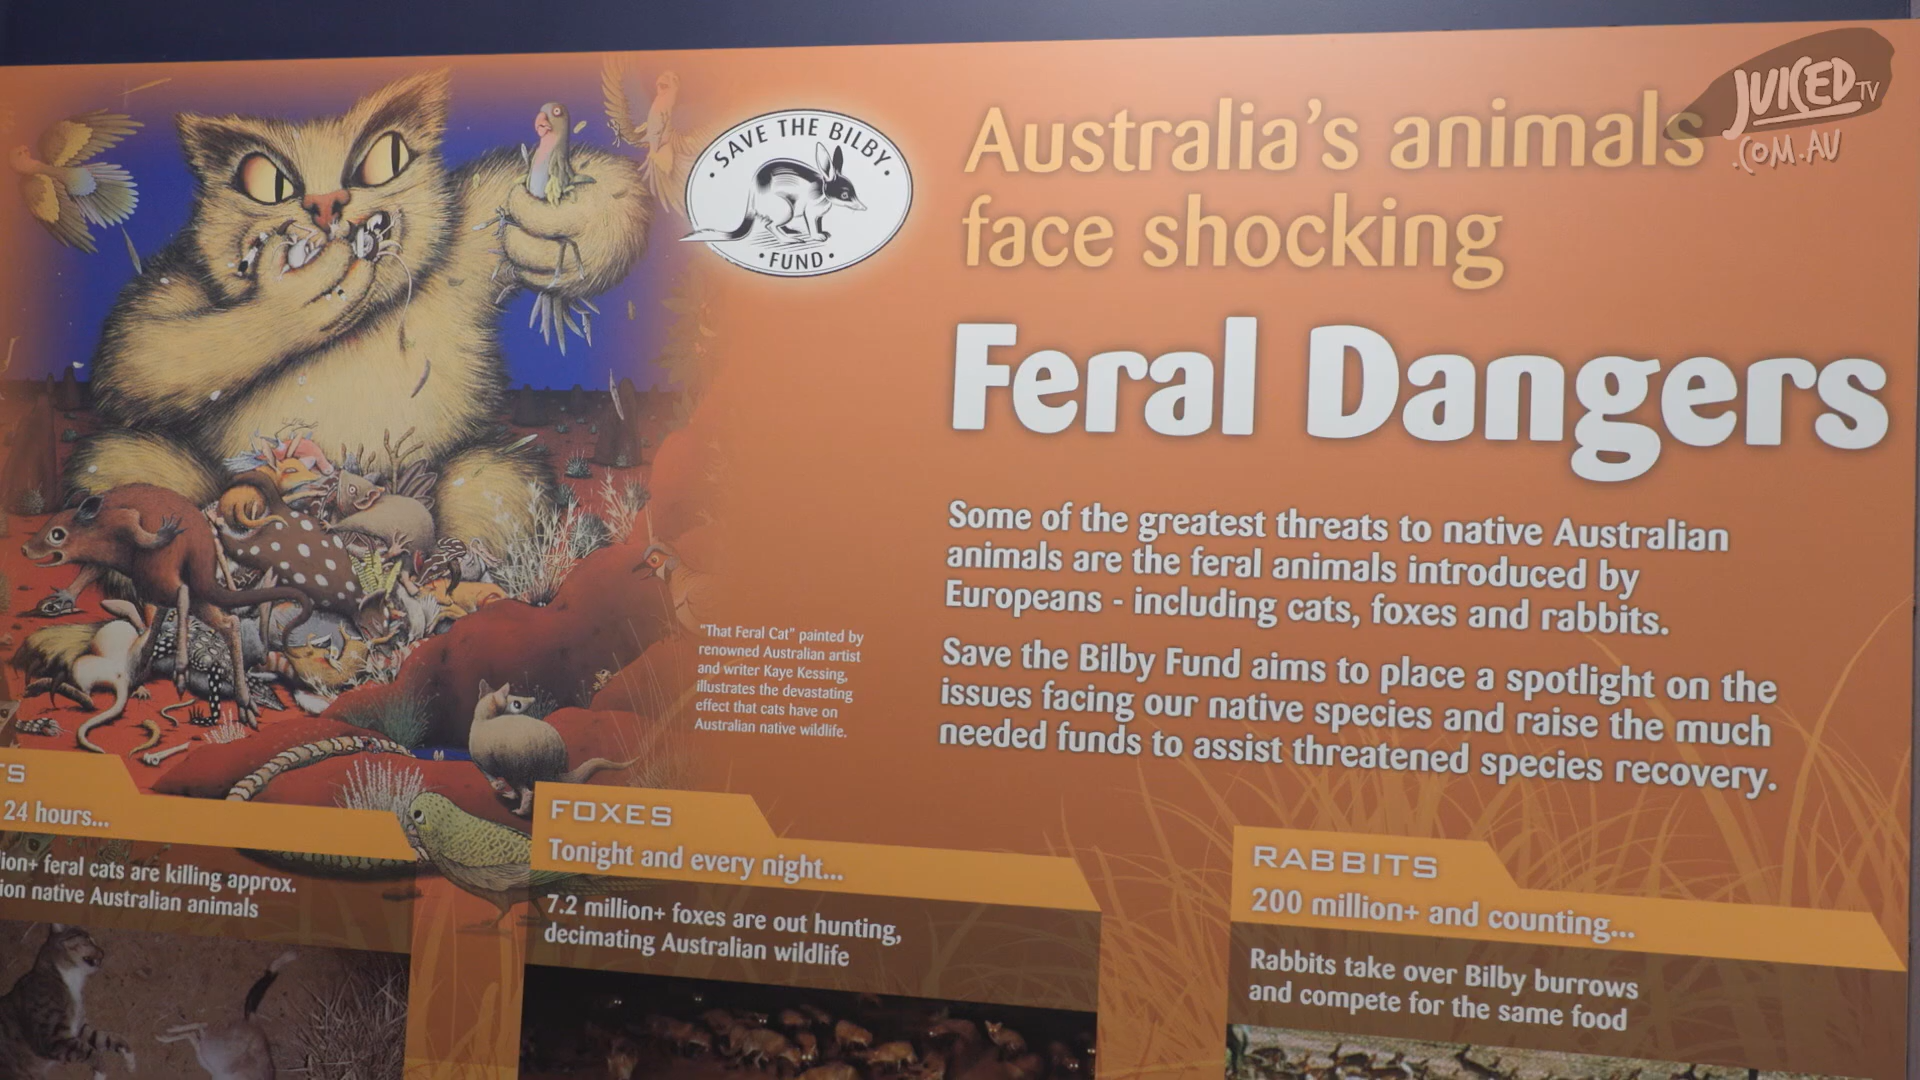 JUICED TV
.COM.AU
SAVE THE BILBY
FUND
Australia's animals
face shocking
Feral Dangers
Some of the greatest threats to native Australian
animals are the feral animals introduced by
Europeans - including cats, foxes and rabbits.
Save the Bilby Fund aims to place a spotlight on the
issues facing our native species and raise the much
needed funds to assist threatened species recovery.
"That Feral Cat" painted by
renowned Australian artist
and writer Kaye Kessing,
illustrates the devastating
effect that cats have on
Australian native wildlife.
24 hours...
feral cats are killing approx.
native Australian animals
FOXES
Tonight and every night...
7.2 million+ foxes are out hunting,
decimating Australian wildlife
RABBITS
200 million+ and counting...
Rabbits take over Bilby burrows
and compete for the same food